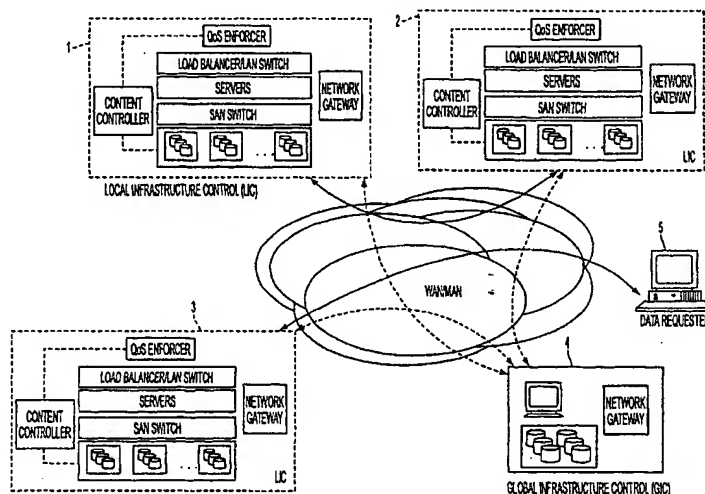 1
QoS ENFORCER
LOAD BALANCER/LAN SWITCH
SERVERS
SAN SWITCH
CONTENT
CONTROLLER
NETWORK
GATEWAY
...
LOCAL INFRASTRUCTURE CONTROL (LIC)
2
QoS ENFORCER
LOAD BALANCER/LAN SWITCH
SERVERS
SAN SWITCH
CONTENT
CONTROLLER
NETWORK
GATEWAY
...
LIC
WAN/MAN
5
DATA REQUESTER
3
QoS ENFORCER
LOAD BALANCER/LAN SWITCH
SERVERS
SAN SWITCH
CONTENT
CONTROLLER
NETWORK
GATEWAY
...
LIC
4
NETWORK
GATEWAY
GLOBAL INFRASTRUCTURE CONTROL (GIC)